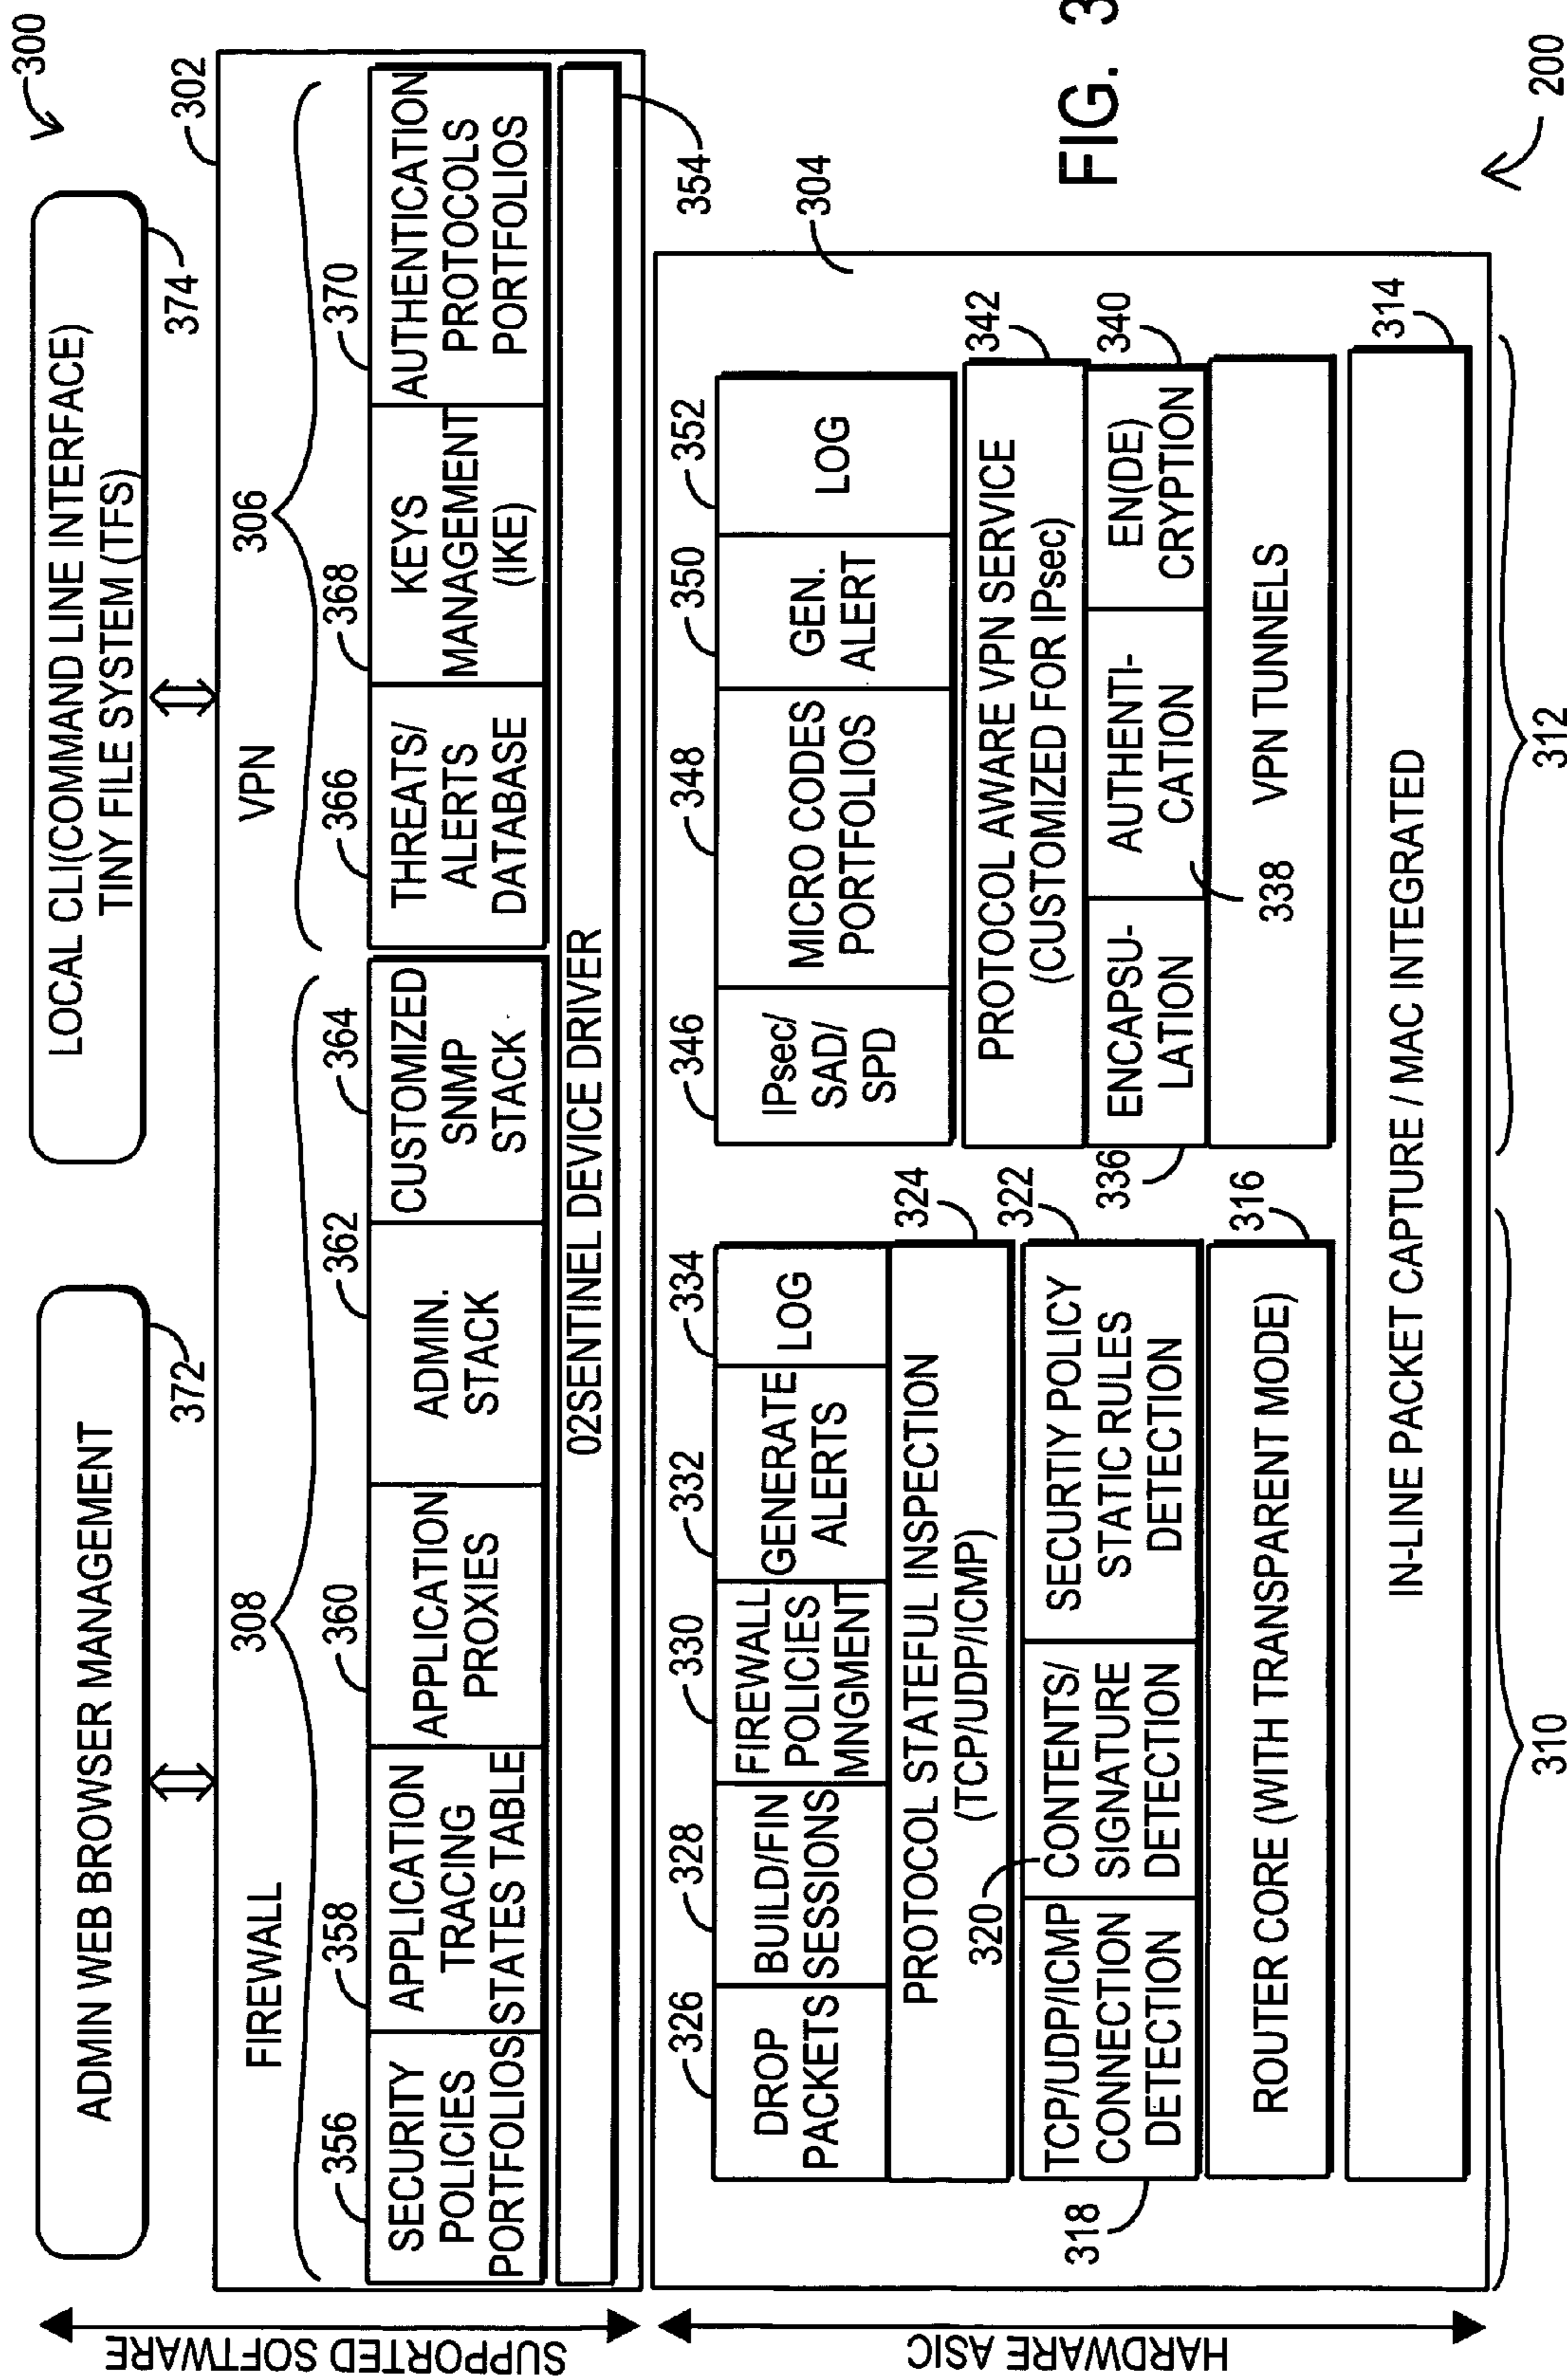 300
ADMIN WEB BROWSER MANAGEMENT
372
LOCAL CLI(COMMAND LINE INTERFACE)
TINY FILE SYSTEM (TFS)
374
302
SUPPORTED SOFTWARE
FIREWALL
308
VPN
306
356
358
360
362
364
366
368
370
SECURITY
POLICIES
PORTFOLIOS
APPLICATION
TRACING
STATES TABLE
APPLICATION
PROXIES
ADMIN.
STACK
CUSTOMIZED
SNMP
STACK
THREATS/
ALERTS
DATABASE
KEYS
MANAGEMENT
(IKE)
AUTHENTICATION
PROTOCOLS
PORTFOLIOS
02SENTINEL DEVICE DRIVER
354
304
HARDWARE ASIC
326
328
330
332
334
DROP
PACKETS
BUILD/FIN
SESSIONS
FIREWALL
POLICIES
MNGMENT
GENERATE
ALERTS
LOG
PROTOCOL STATEFUL INSPECTION
(TCP/UDP/ICMP)
324
320
322
TCP/UDP/ICMP
CONNECTION
DETECTION
CONTENTS/
SIGNATURE
DETECTION
SECURTIY POLICY
STATIC RULES
DETECTION
318
ROUTER CORE (WITH TRANSPARENT MODE)
316
346
348
350
352
IPsec/
SAD/
SPD
MICRO CODES
PORTFOLIOS
GEN.
ALERT
LOG
PROTOCOL AWARE VPN SERVICE
(CUSTOMIZED FOR IPsec)
342
336
ENCAPSU-
LATION
AUTHENTI-
CATION
EN(DE)
CRYPTION
340
338
VPN TUNNELS
IN-LINE PACKET CAPTURE / MAC INTEGRATED
314
310
312
FIG. 3
200